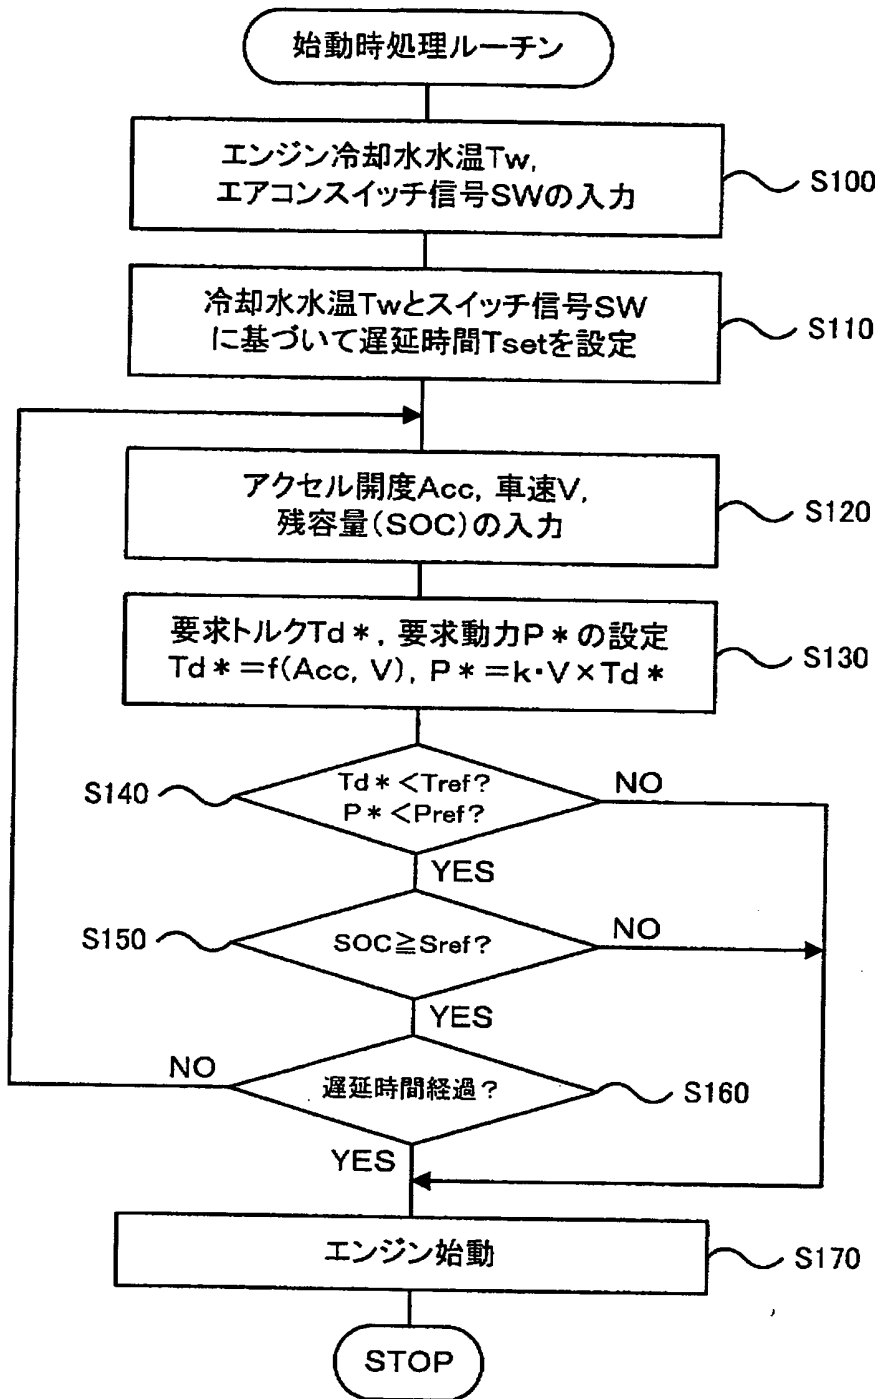 始動時処理ルーチン
エンジン冷却水水温Tw,
エアコンスイッチ信号SWの入力
S100
冷却水水温Twとスイッチ信号SW
に基づいて遅延時間Tsetを設定
S110
アクセル開度Acc, 車速V,
残容量(SOC)の入力
S120
要求トルクTd*, 要求動力P*の設定
Td*=f(Acc, V), P*=k・V×Td*
S130
S140
Td*<Tref?
P*<Pref?
NO
YES
S150
SOC≧Sref?
NO
YES
NO
遅延時間経過?
S160
YES
エンジン始動
S170
STOP